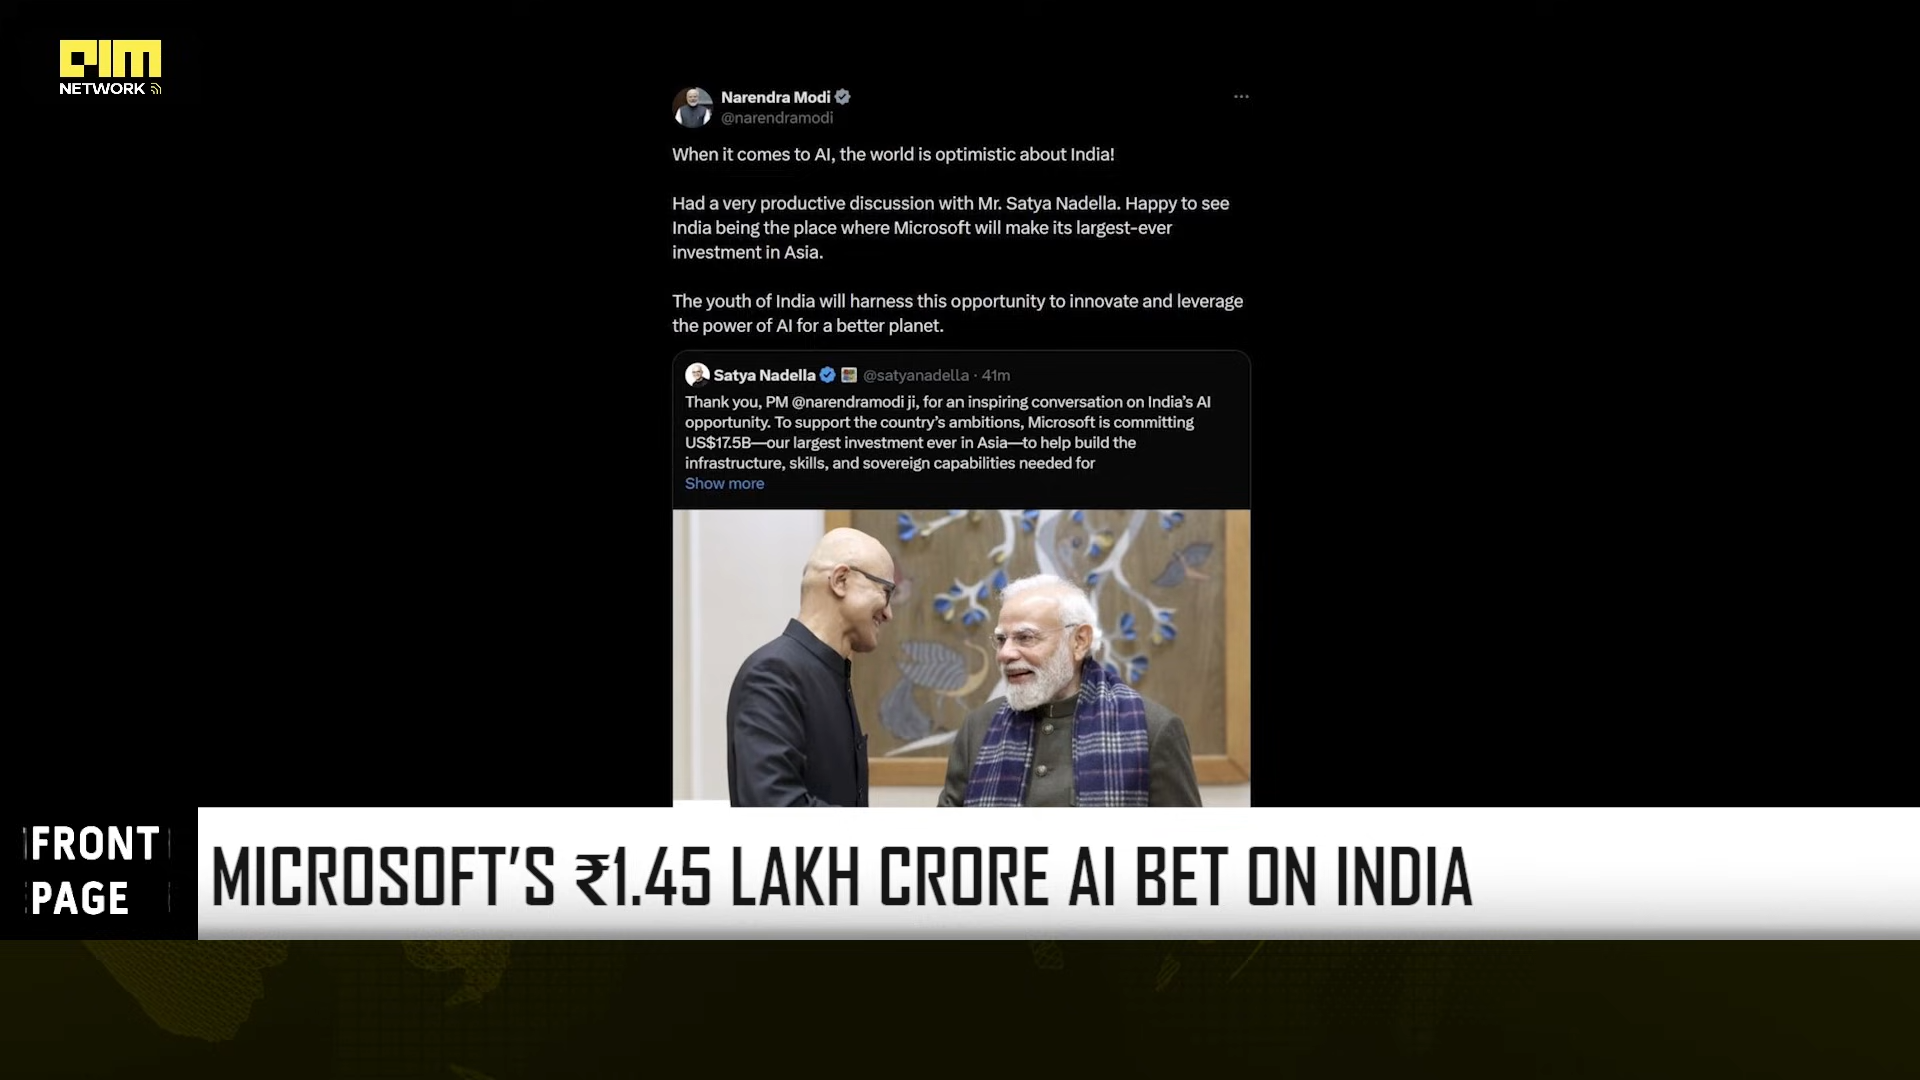 AIM
NETWORK
Narendra Modi
@narendramodi
When it comes to AI, the world is optimistic about India!
Had a very productive discussion with Mr. Satya Nadella. Happy to see
India being the place where Microsoft will make its largest-ever
investment in Asia.
The youth of India will harness this opportunity to innovate and leverage
the power of AI for a better planet.
Satya Nadella @satyanadella · 41m
Thank you, PM @narendramodi ji, for an inspiring conversation on India’s AI
opportunity. To support the country’s ambitions, Microsoft is committing
US$17.5B—our largest investment ever in Asia—to help build the
infrastructure, skills, and sovereign capabilities needed for
Show more
FRONT
PAGE
MICROSOFT’S ₹1.45 LAKH CRORE AI BET ON INDIA